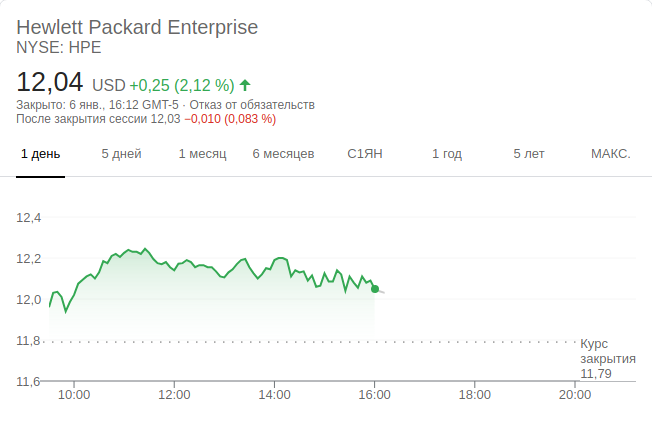 Hewlett Packard Enterprise
NYSE: HPE
12,04 USD +0,25 (2,12 %)
Закрыто: 6 янв., 16:12 GMT-5 · Отказ от обязательств
После закрытия сессии 12,03 −0,010 (0,083 %)
1 день 5 дней 1 месяц 6 месяцев С1ЯН 1 год 5 лет МАКС.
12,4
12,2
12,0
11,8
Курс
закрытия
11,79
11,6
10:00 12:00 14:00 16:00 18:00 20:00